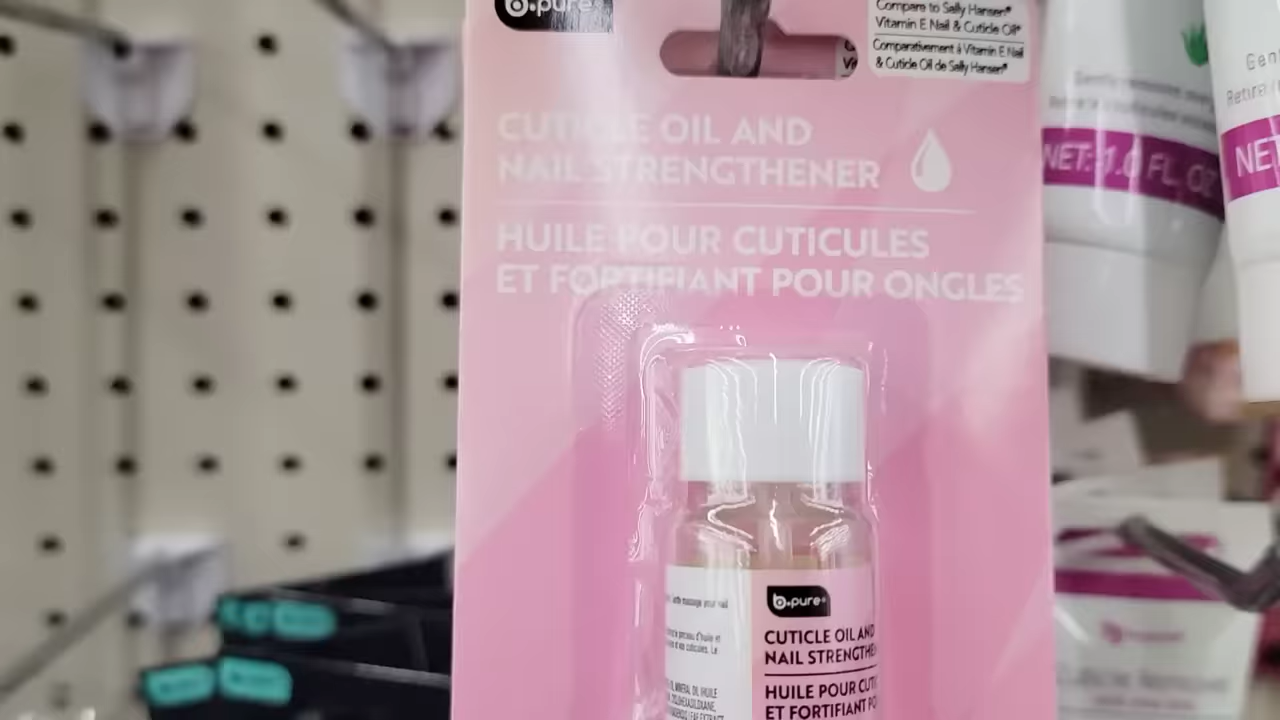 b.pure
Compare to Sally Hansen®
Vitamin E Nail & Cuticle Oil*
Comparativement à Vitamin E Nail
& Cuticle Oil de Sally Hansen®
CUTICLE OIL AND
NAIL STRENGTHENER
HUILE POUR CUTICULES
ET FORTIFIANT POUR ONGLES
NET: 1.0 FL. OZ
NET
b.pure
CUTICLE OIL AND
NAIL STRENGTHE
HUILE POUR CUTI
ET FORTIFIANT PO